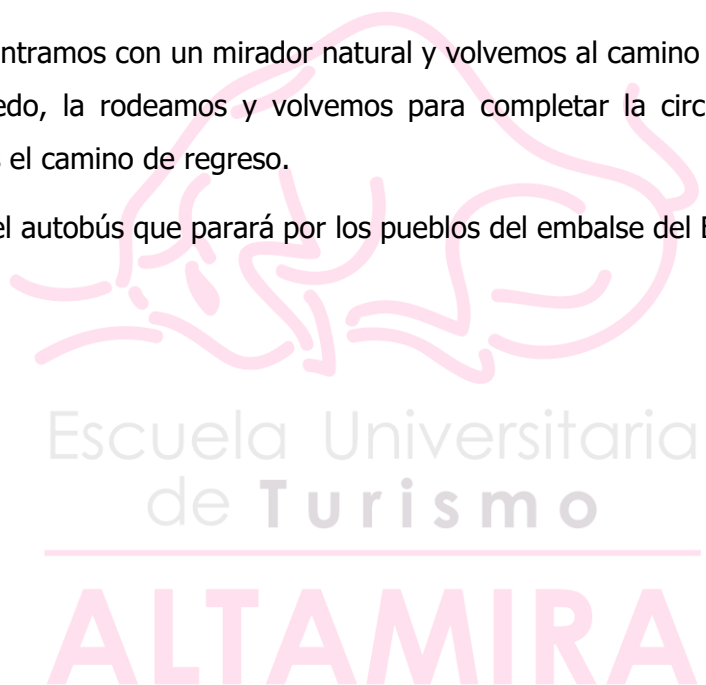 ntramos con un mirador natural y volvemos al camino
edo, la rodeamos y volvemos para completar la circ
el camino de regreso.
el autobús que parará por los pueblos del embalse del
Escuela Universitaria
de Turismo
ALTAMIRA